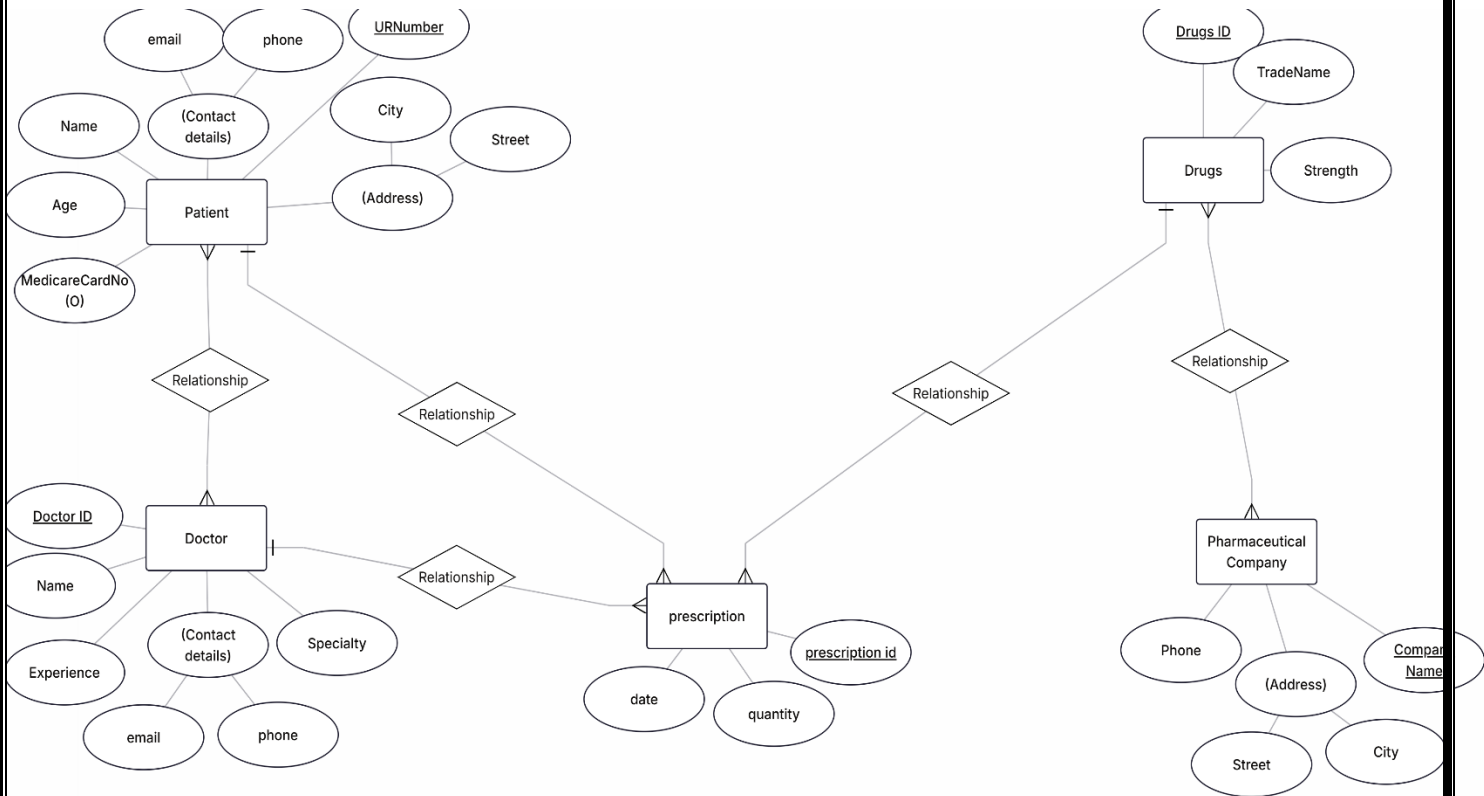 URNumber
Drugs ID
email
phone
TradeName
City
(Contact
details)
Name
Street
Drugs
Strength
(Address)
Age
Patient
MedicareCardNo
(O)
Relationship
Relationship
Relationship
Relationship
Doctor ID
Doctor
Pharmaceutical
Company
Relationship
Name
prescription
(Contact
details)
Specialty
Experience
prescription id
Phone
Name
(Address)
date
quantity
email
phone
Street
City